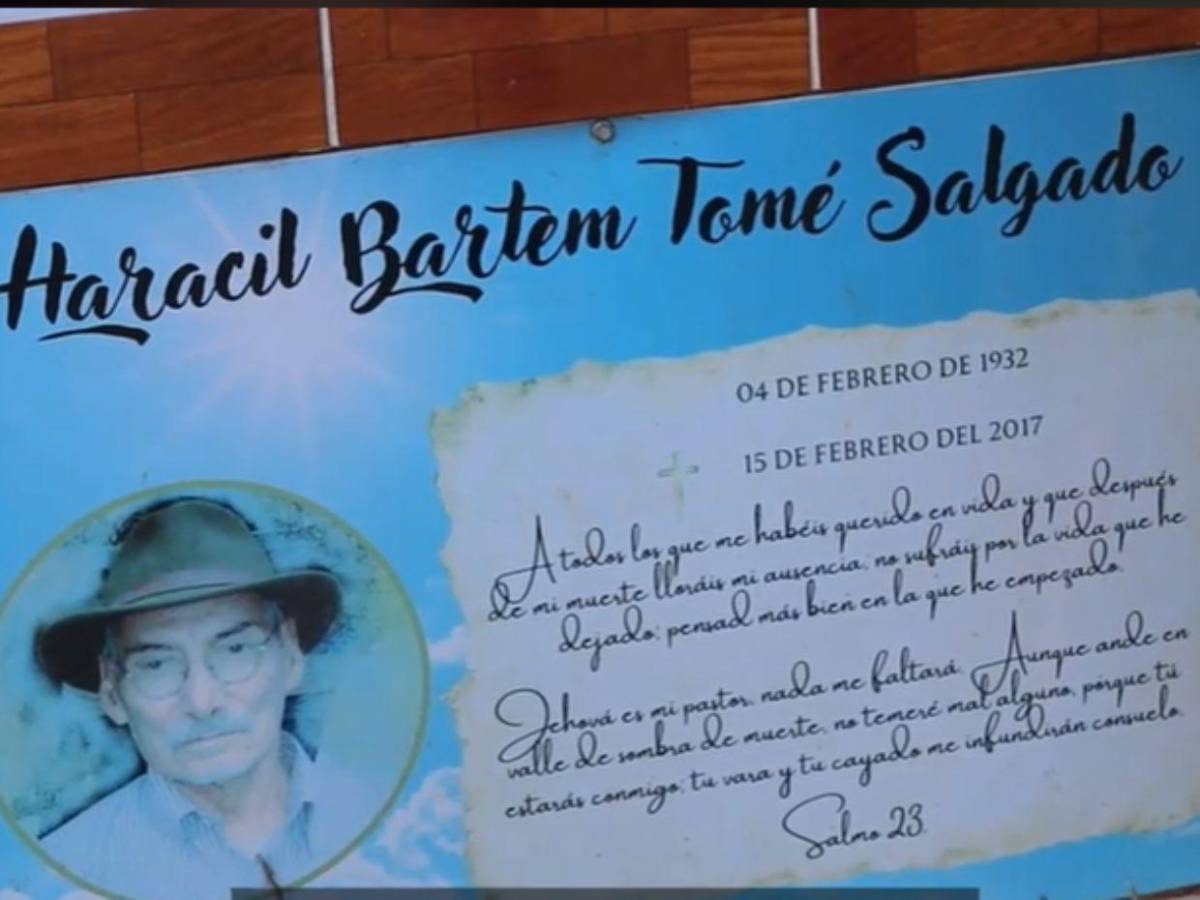 Haracil Bartem Tomé Salgado
04 DE FEBRERO DE 1932
15 DE FEBRERO DEL 2017
A todos los que me habéis querido en vida y que después
de mi muerte lloráis mi ausencia; no sufráis por la vida que he
dejado; pensad más bien en la que he empezado.
Jehová es mi pastor, nada me faltará. Aunque ande en
valle de sombra de muerte, no temeré mal alguno, porque tú
estarás conmigo; tu vara y tu cayado me infundirán consuelo.
Salmo 23.